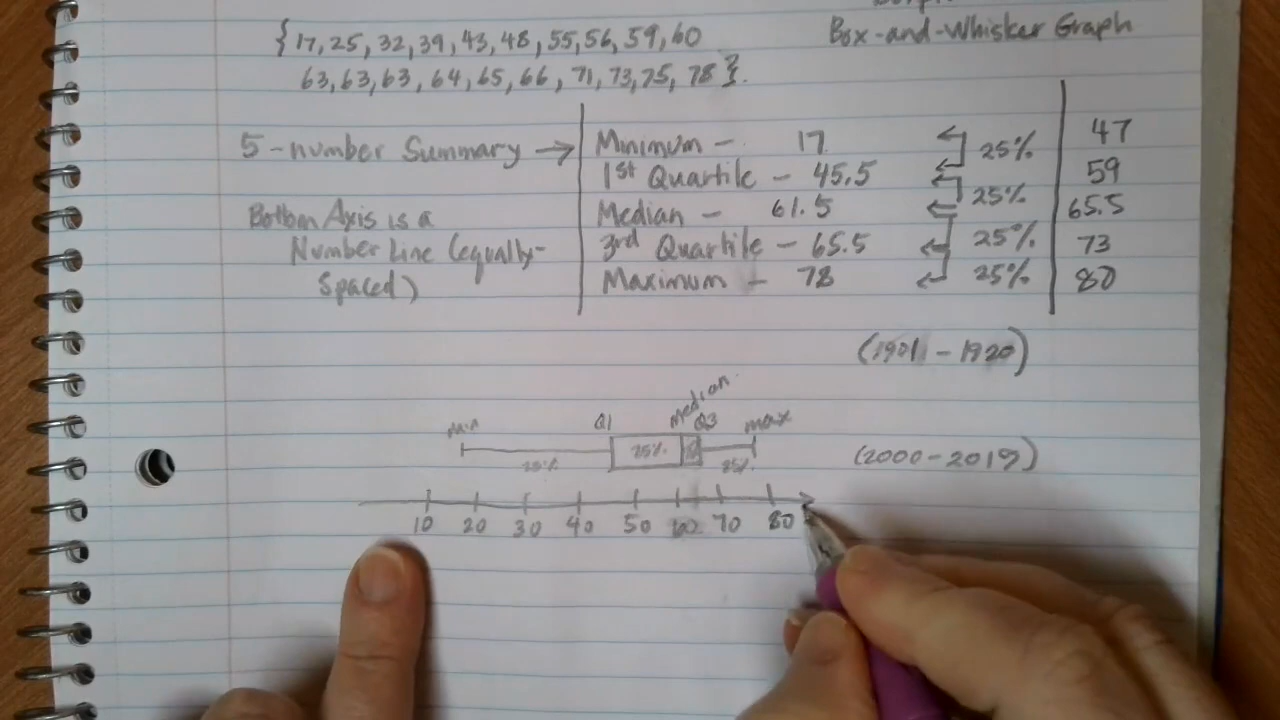 Box-and-Whisker Graph
{17, 25, 32, 39, 43, 48, 55, 56, 59, 60
63, 63, 63, 64, 65, 66, 71, 73, 75, 78}.
5-number Summary → Minimum - 17 25% 47
1st Quartile - 45.5 59
25%
Bottom Axis is a Median - 61.5 65.5
Number Line (equally- 3rd Quartile - 65.5 25% 73
Spaced) Maximum - 78 25% 80
(1901 - 1920)
Min Q1 Median Q3 max
25% 25% 25% (2000-2019)
10 20 30 40 50 60 70 80